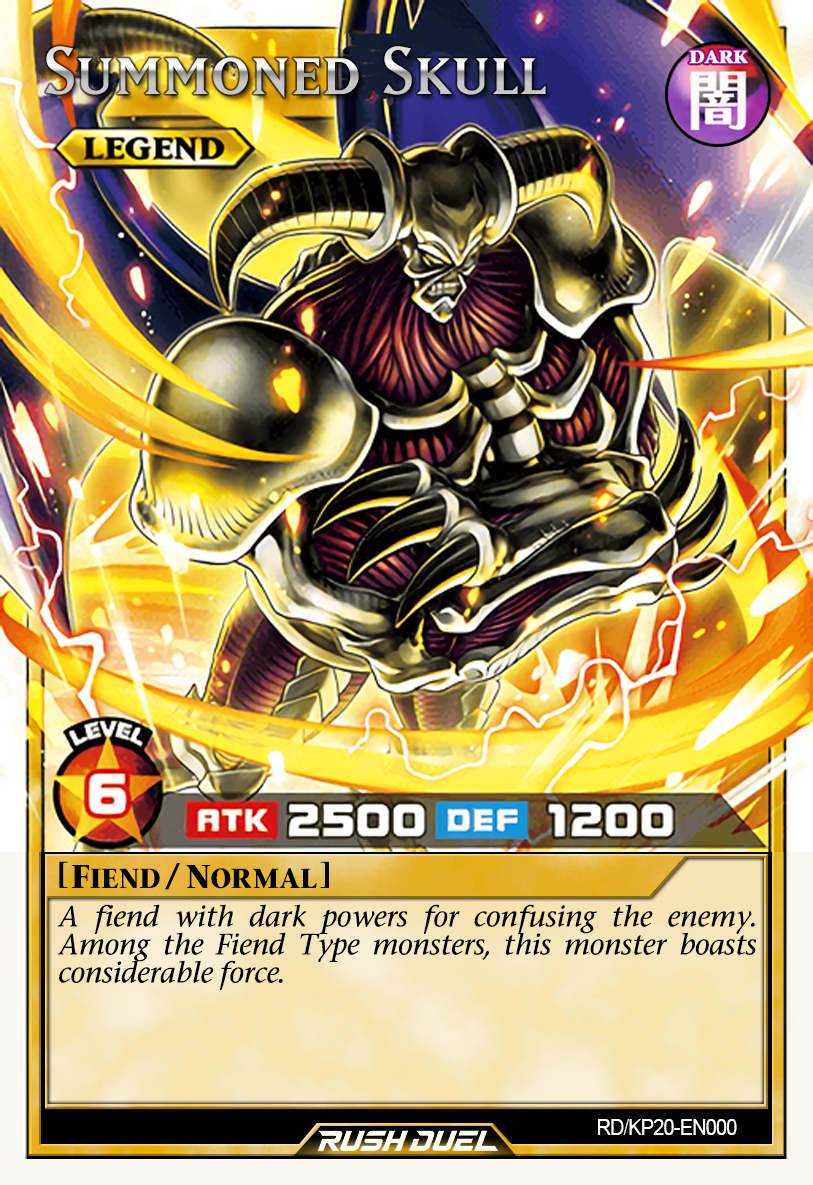 SUMMONED SKULL
DARK
闇
LEGEND
LEVEL
6
ATK 2500 DEF 1200
[FIEND / NORMAL]
A fiend with dark powers for confusing the enemy.
Among the Fiend Type monsters, this monster boasts
considerable force.
RD/KP20-EN000
RUSH DUEL